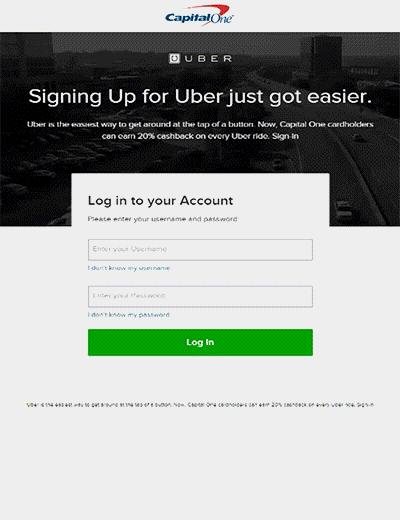 Capital One
UBER
Signing Up for Uber just got easier.
Uber is the easiest way to get around at the tap of a button. Now, Capital One cardholders
can earn 20% cashback on every Uber ride. Sign In
Log in to your Account
Please enter your username and password
Enter your Username
I don't know my username
Enter your Password
I don't know my password
Log In
Uber is the easiest way to get around at the tap of a button. Now, Capital One cardholders can earn 20% cashback on every Uber ride. Sign In